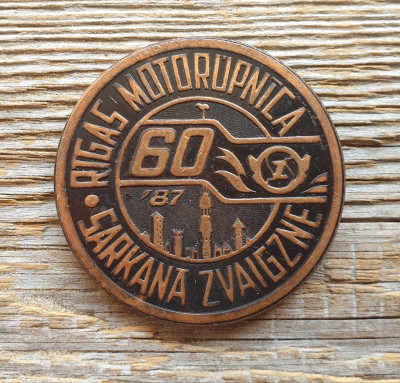 RĪGAS MOTORŪPNĪCA
60
'87
SARKANĀ ZVAIGZNE